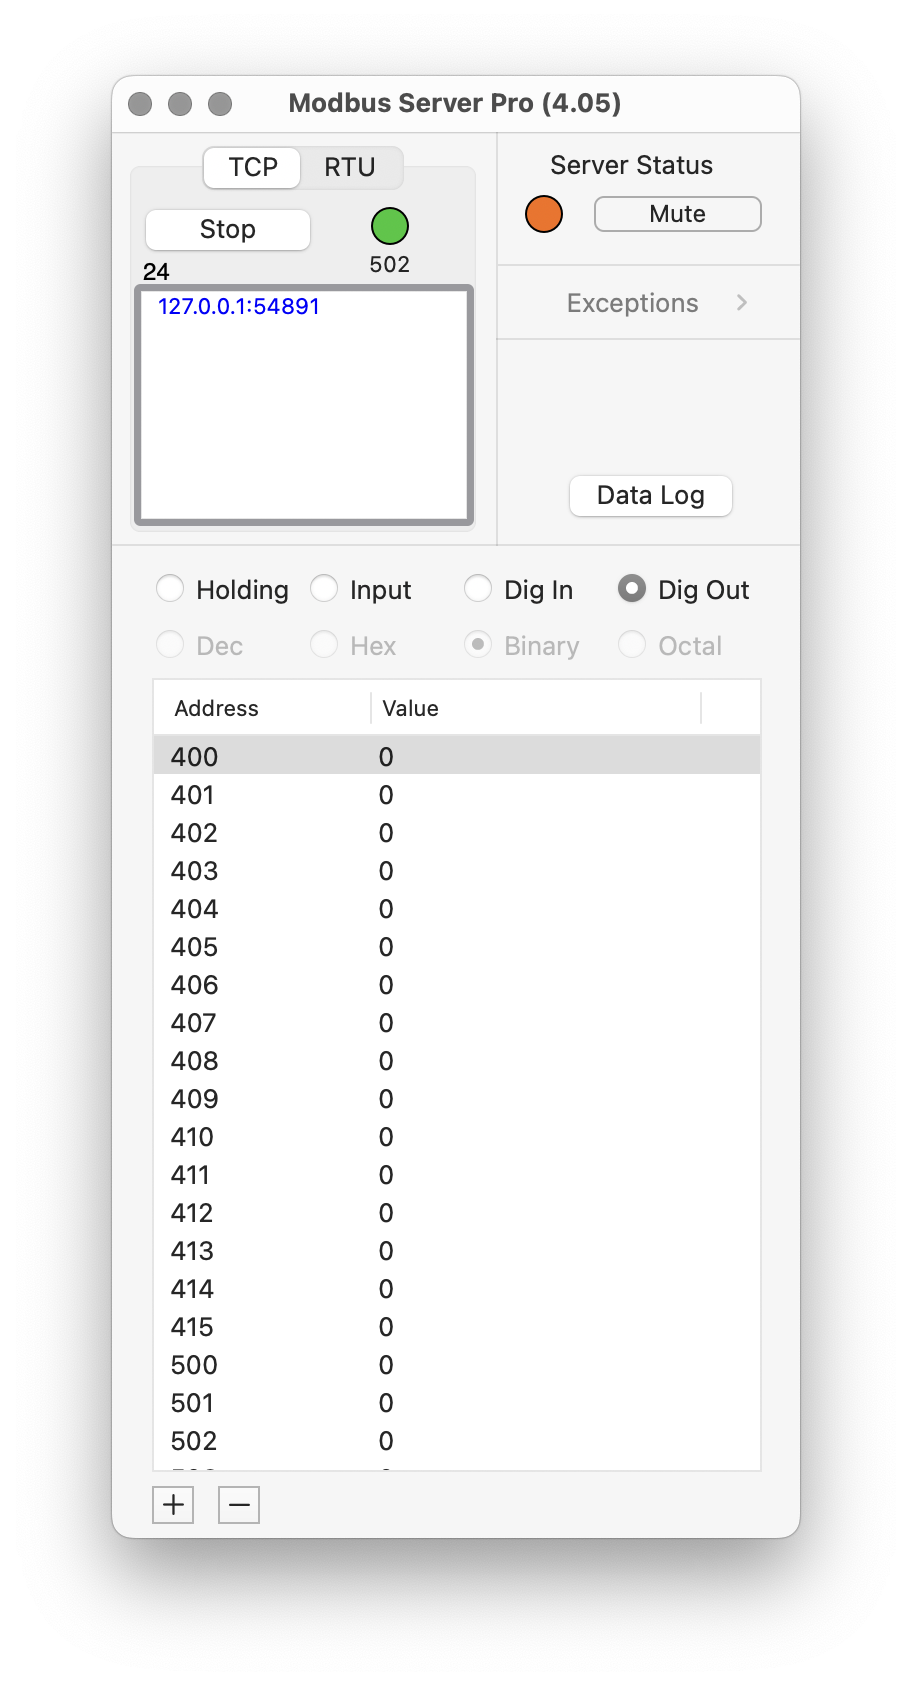 Modbus Server Pro (4.05)
TCP RTU
Stop
502
24
127.0.0.1:54891
Server Status
Mute
Exceptions
Data Log
Holding Input Dig In Dig Out
Dec Hex Binary Octal
Address Value
400 0
401 0
402 0
403 0
404 0
405 0
406 0
407 0
408 0
409 0
410 0
411 0
412 0
413 0
414 0
415 0
500 0
501 0
502 0